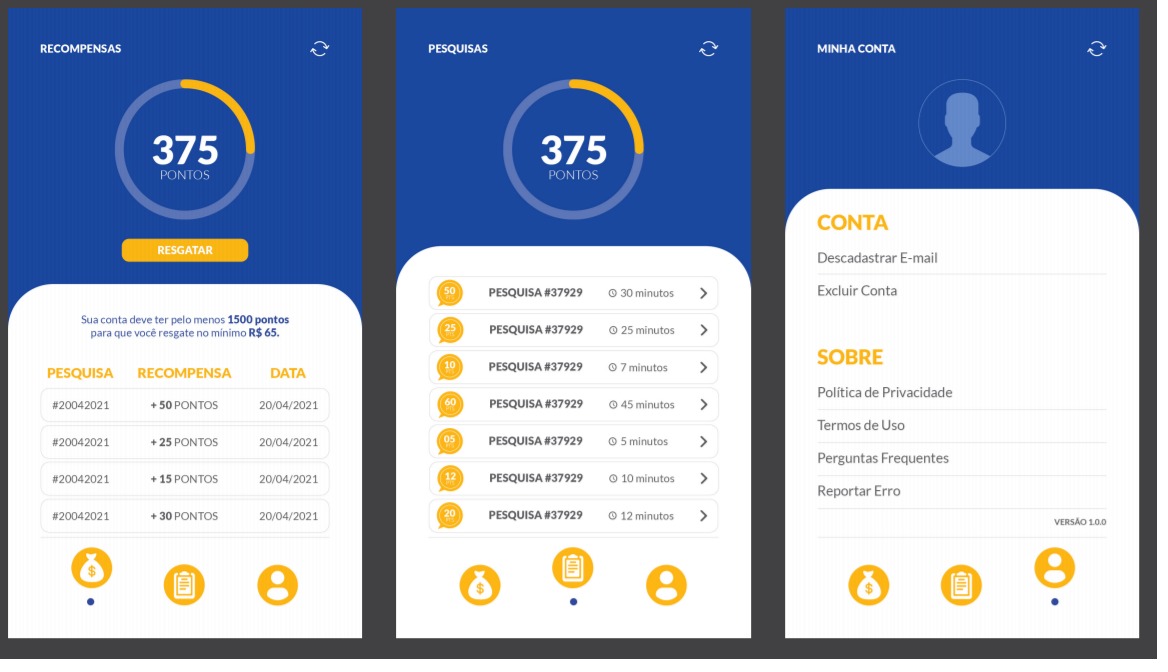 RECOMPENSAS
375
PONTOS
RESGATAR
Sua conta deve ter pelo menos 1500 pontos
para que você resgate no mínimo R$ 65.
PESQUISA RECOMPENSA DATA
#20042021 + 50 PONTOS 20/04/2021
#20042021 + 25 PONTOS 20/04/2021
#20042021 + 15 PONTOS 20/04/2021
#20042021 + 30 PONTOS 20/04/2021
$
PESQUISAS
375
PONTOS
50 PESQUISA #37929 30 minutos
25 PESQUISA #37929 25 minutos
10 PESQUISA #37929 7 minutos
60 PESQUISA #37929 45 minutos
05 PESQUISA #37929 5 minutos
12 PESQUISA #37929 10 minutos
20 PESQUISA #37929 12 minutos
$
MINHA CONTA
CONTA
Descadastrar E-mail
Excluir Conta
SOBRE
Política de Privacidade
Termos de Uso
Perguntas Frequentes
Reportar Erro
VERSÃO 1.0.0
$